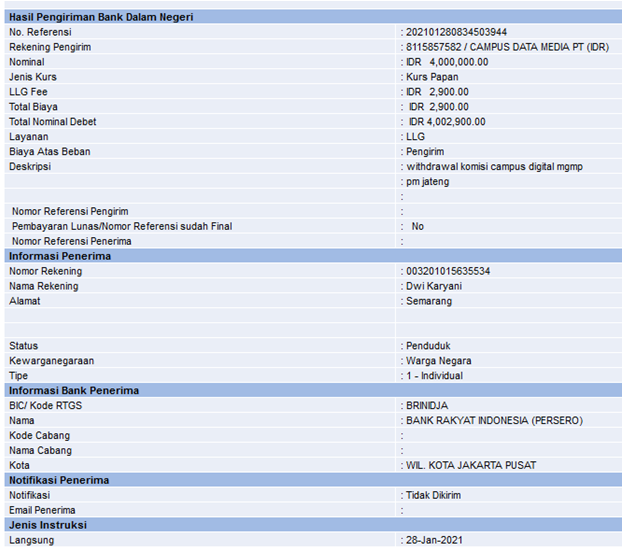 Hasil Pengiriman Bank Dalam Negeri
No. Referensi : 202101280834503944
Rekening Pengirim : 8115857582 / CAMPUS DATA MEDIA PT (IDR)
Nominal : IDR 4,000,000.00
Jenis Kurs : Kurs Papan
LLG Fee : IDR 2,900.00
Total Biaya : IDR 2,900.00
Total Nominal Debet : IDR 4,002,900.00
Layanan : LLG
Biaya Atas Beban : Pengirim
Deskripsi : withdrawal komisi campus digital mgmp
: pm jateng
:
Nomor Referensi Pengirim :
Pembayaran Lunas/Nomor Referensi sudah Final : No
Nomor Referensi Penerima :
Informasi Penerima
Nomor Rekening : 003201015635534
Nama Rekening : Dwi Karyani
Alamat : Semarang
Status : Penduduk
Kewarganegaraan : Warga Negara
Tipe : 1 - Individual
Informasi Bank Penerima
BIC/ Kode RTGS : BRINIDJA
Nama : BANK RAKYAT INDONESIA (PERSERO)
Kode Cabang :
Nama Cabang :
Kota : WIL. KOTA JAKARTA PUSAT
Notifikasi Penerima
Notifikasi : Tidak Dikirim
Email Penerima :
Jenis Instruksi
Langsung : 28-Jan-2021